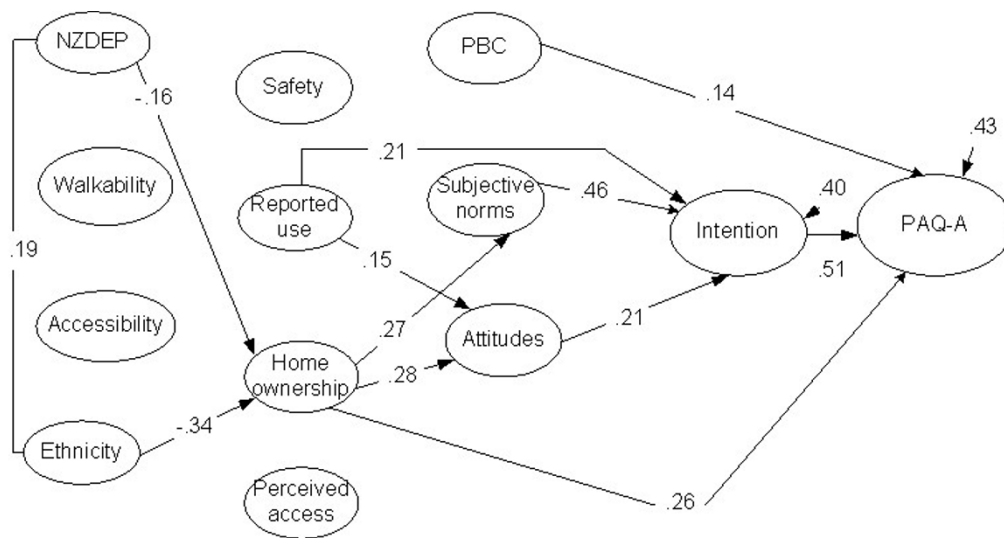 NZDEP
PBC
Safety
-.16
.14
.43
Walkability
.21
Reported
use
Subjective
norms
.46
.40
Intention
PAQ-A
.19
.15
.51
Accessibility
.27
Attitudes
.21
Home
ownership
.28
-.34
Ethnicity
Perceived
access
.26